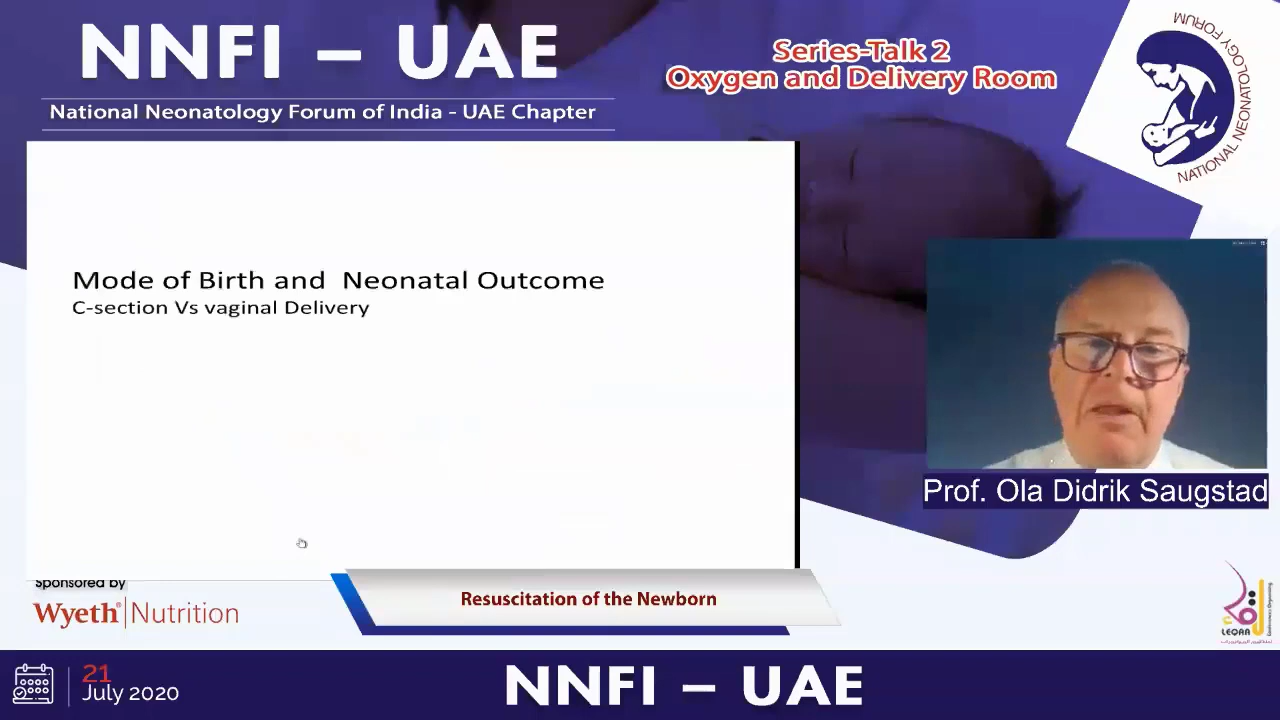 NNFI – UAE
National Neonatology Forum of India - UAE Chapter
Series-Talk 2
Oxygen and Delivery Room
NATIONAL NEONATOLOGY FORUM
Mode of Birth and Neonatal Outcome
C-section Vs vaginal Delivery
Prof. Ola Didrik Saugstad
Sponsored by
Wyeth® Nutrition
Resuscitation of the Newborn
LEQAA
21
July 2020
NNFI – UAE